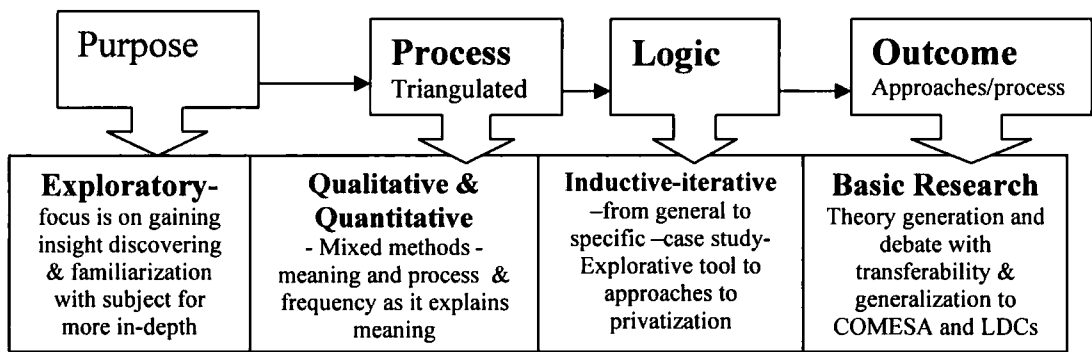 Purpose
Process
Triangulated
Logic
Outcome
Approaches/process
Exploratory-
focus is on gaining
insight discovering
& familiarization
with subject for
more in-depth
Qualitative &
Quantitative
- Mixed methods -
meaning and process & 
frequency as it explains
meaning
Inductive-iterative
–from general to
specific –case study-
Explorative tool to
approaches to
privatization
Basic Research
Theory generation and
debate with
transferability &
generalization to
COMESA and LDCs